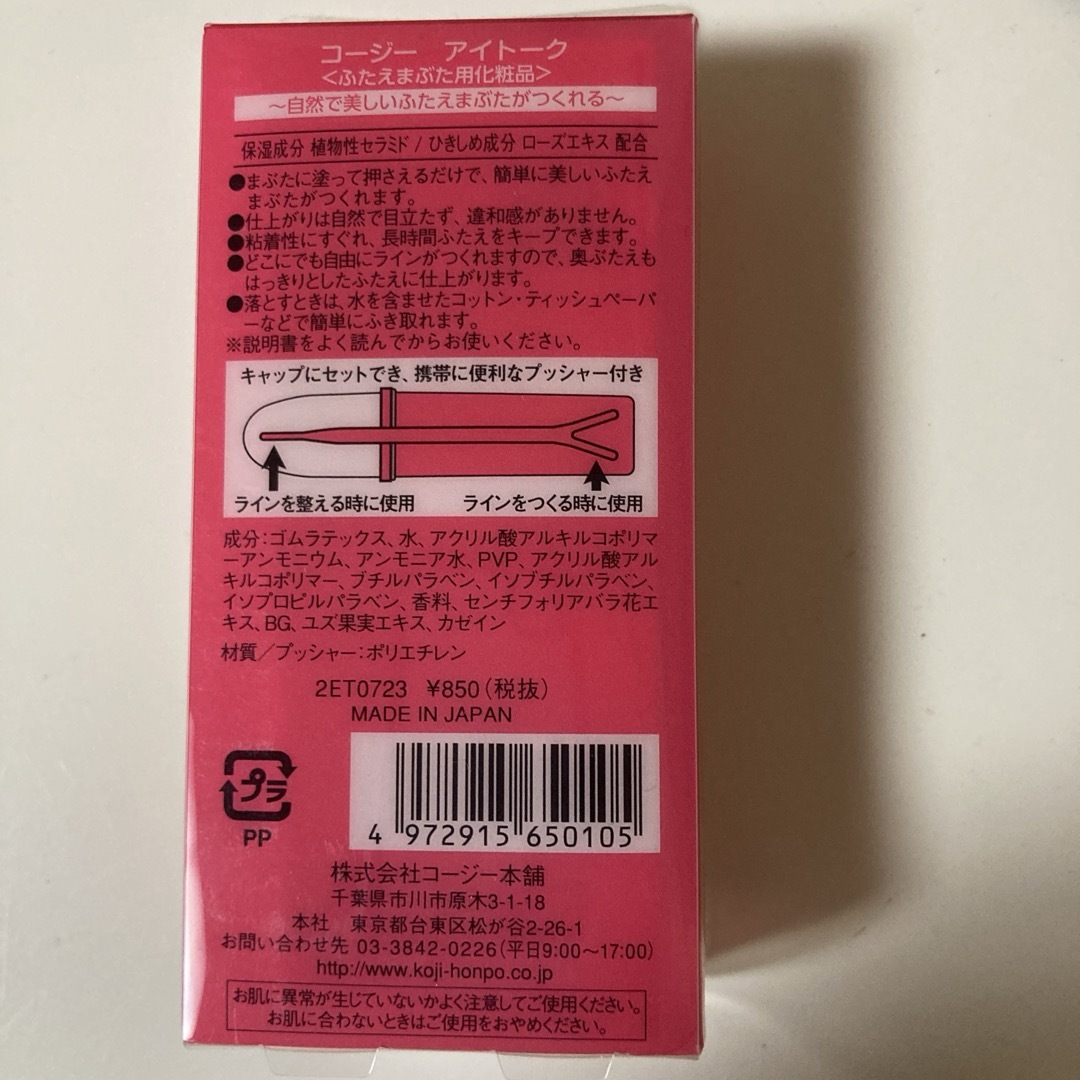 コージー アイトーク
<ふたえまぶた用化粧品>
～自然で美しいふたえまぶたがつくれる～
保湿成分 植物性セラミド / ひきしめ成分 ローズエキス 配合
●まぶたに塗って押さえるだけで、簡単に美しいふたえ
まぶたがつくれます。
●仕上がりは自然で目立たず、違和感がありません。
●粘着性にすぐれ、長時間ふたえをキープできます。
●どこにでも自由にラインがつくれますので、奥ぶたえも
はっきりとしたふたえに仕上がります。
●落とすときは、水を含ませたコットン・ティッシュペーパ
ーなどで簡単にふき取れます。
※説明書をよく読んでからお使いください。
キャップにセットでき、携帯に便利なプッシャー付き
ラインを整える時に使用 ラインをつくる時に使用
成分：ゴムラテックス、水、アクリル酸アルキルコポリマ
ーアンモニウム、アンモニア水、PVP、アクリル酸アル
キルコポリマー、ブチルパラベン、イソブチルパラベン、
イソプロピルパラベン、香料、センチフォリアバラ花エ
キス、BG、ユズ果実エキス、カゼイン
材質／プッシャー：ポリエチレン
2ET0723 ¥850（税抜）
MADE IN JAPAN
プラ
PP
4 972915 650105
株式会社コージー本舗
千葉県市川市原木3-1-18
本社 東京都台東区松が谷2-26-1
お問い合わせ先 03-3842-0226（平日9:00～17:00）
http://www.koji-honpo.co.jp
お肌に異常が生じていないかよく注意してご使用ください。
お肌に合わないときはご使用をおやめください。